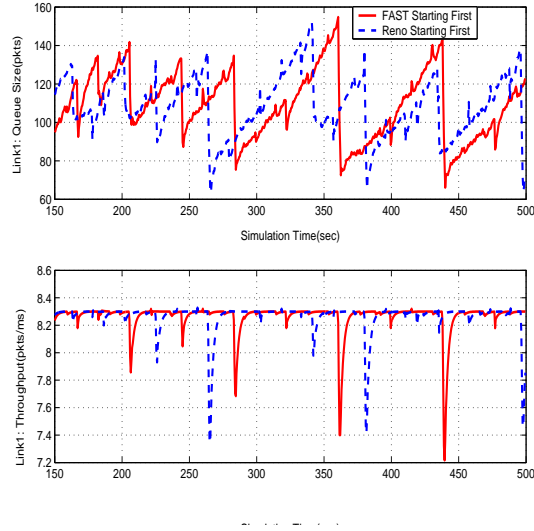 160
140
120
100
80
60
Link1: Queue Size(pkts)
FAST Starting First
Reno Starting First
150 200 250 300 350 400 450 500
Simulation Time(sec)
8.6
8.4
8.2
8
7.8
7.6
7.4
7.2
Link1: Throughput(pkts/ms)
150 200 250 300 350 400 450 500